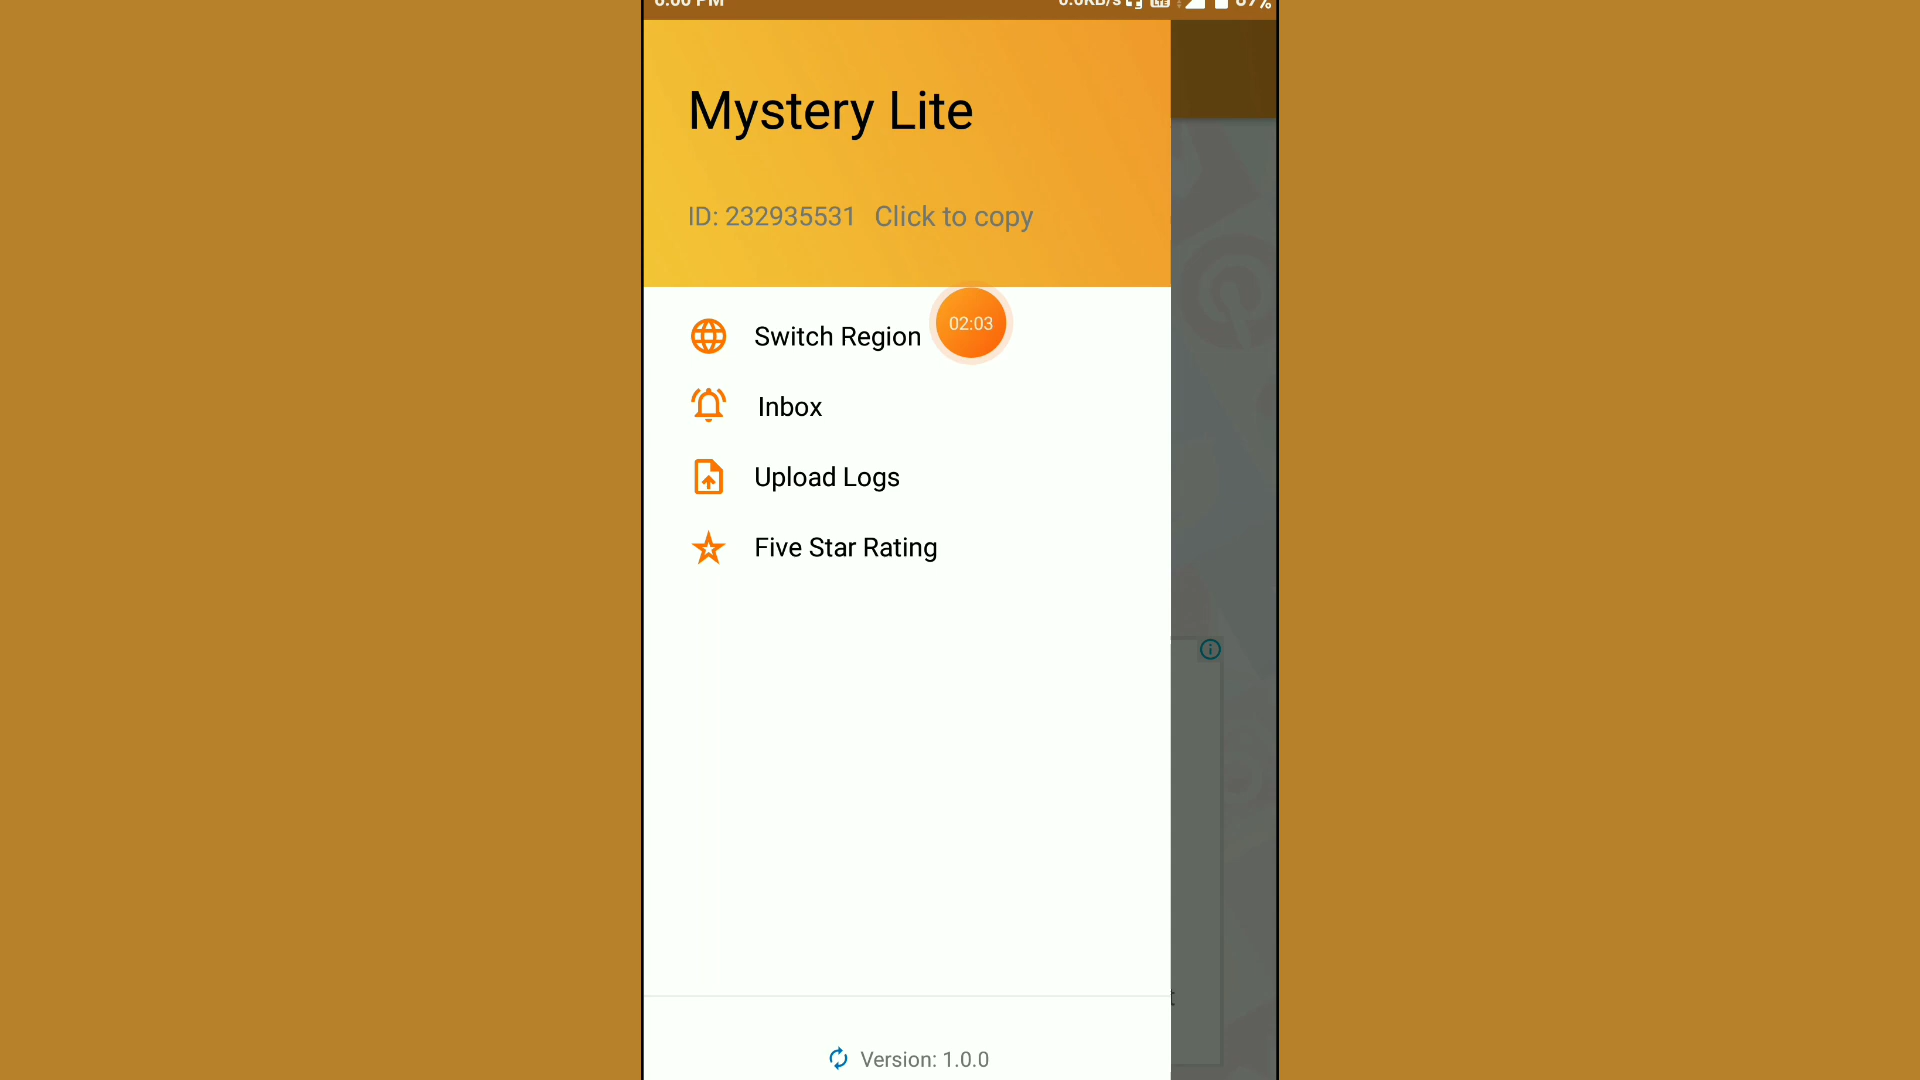 Mystery Lite
ID: 232935531 Click to copy
Switch Region
02:03
Inbox
Upload Logs
Five Star Rating
Version: 1.0.0